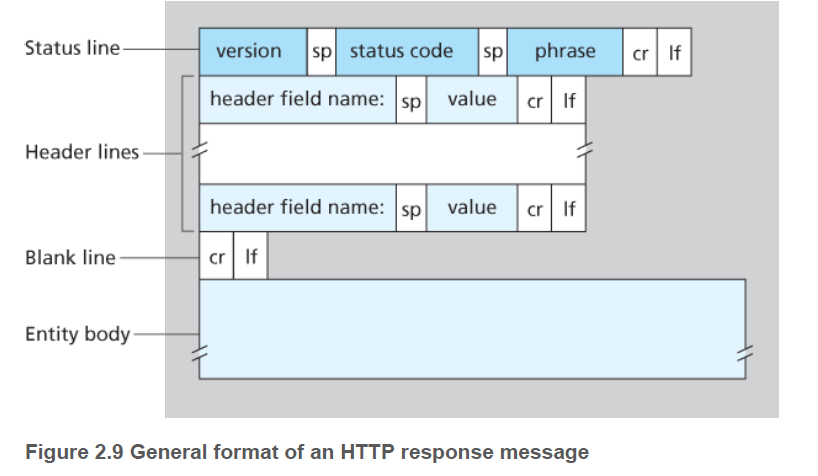 Status line version sp status code sp phrase cr lf
header field name: sp value cr lf
Header lines
header field name: sp value cr lf
Blank line cr lf
Entity body
Figure 2.9 General format of an HTTP response message